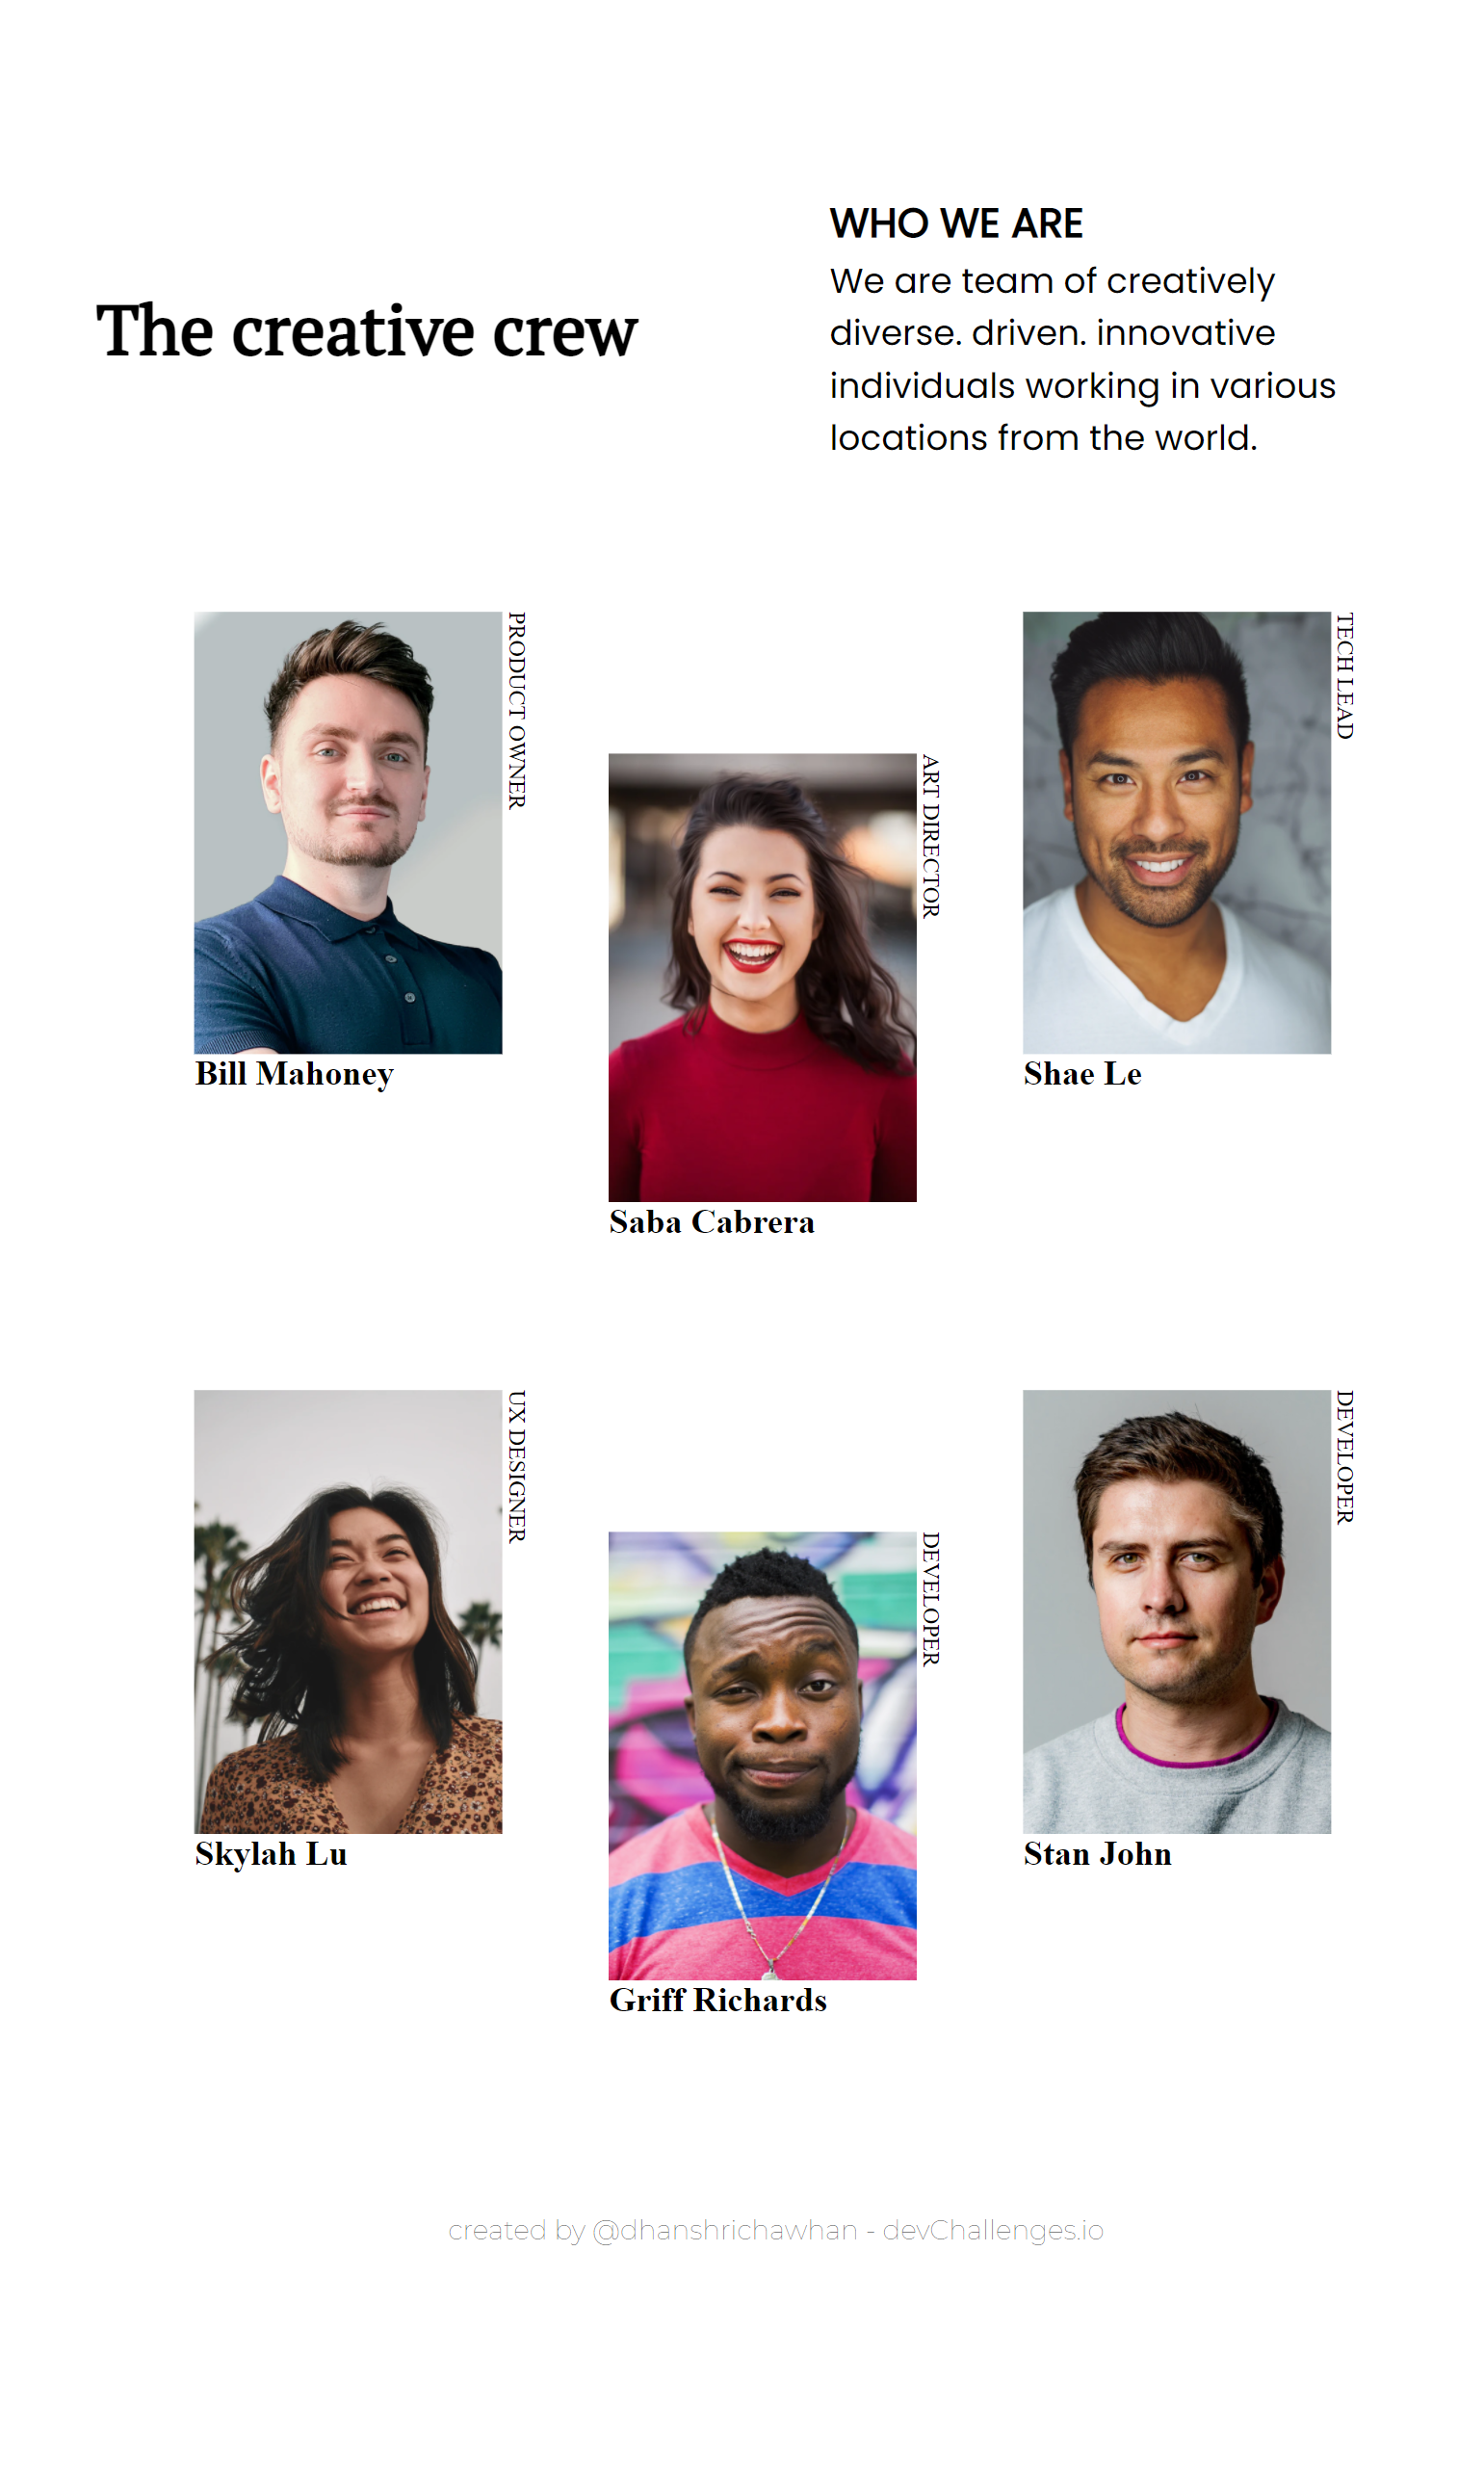 The creative crew
WHO WE ARE
We are team of creatively
diverse. driven. innovative
individuals working in various
locations from the world.
PRODUCT OWNER
Bill Mahoney
ART DIRECTOR
Saba Cabrera
TECH LEAD
Shae Le
UX DESIGNER
Skylah Lu
DEVELOPER
Griff Richards
DEVELOPER
Stan John
created by @dhanshrichawhan - devChallenges.io